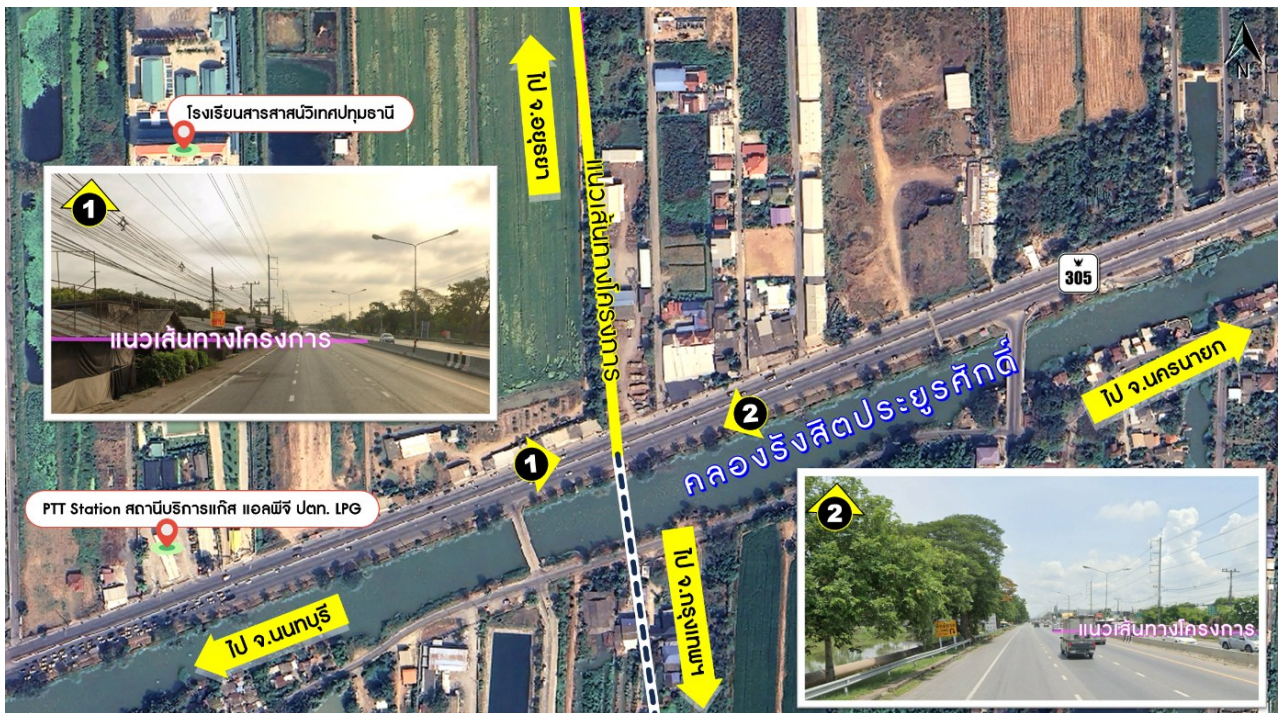 โรงเรียนสารสาสน์วิเทศปทุมธานี
ไป จ.อยุธยา
N
1
แนวเส้นทางโครงการ
แนวเส้นทางโครงการ
305
ไป จ.นครนายก
2
คลองรังสิตประยูรศักดิ์
1
PTT Station สถานีบริการแก๊ส แอลพีจี ปตท. LPG
2
ไป จ.กรุงเทพฯ
ไป จ.นนทบุรี
แนวเส้นทางโครงการ